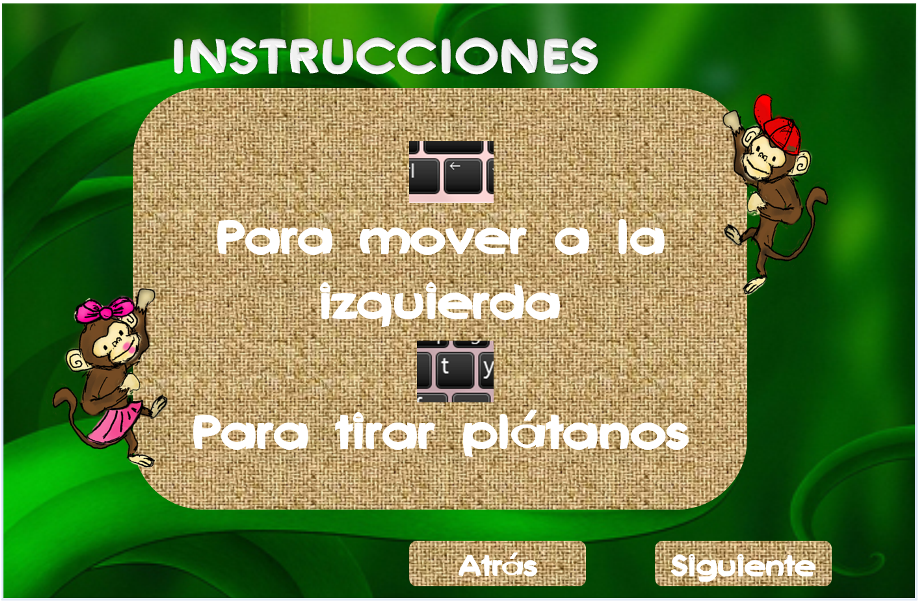 INSTRUCCIONES
←
Para mover a la
izquierda
t y
Para tirar plátanos
Atrás
Siguiente